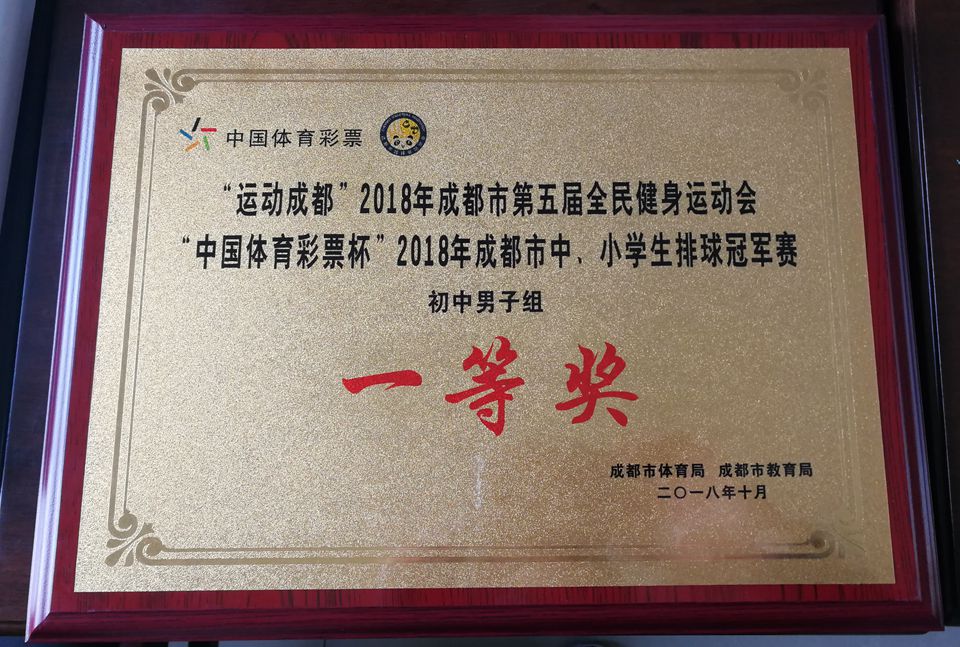 中国体育彩票
“运动成都”2018年成都市第五届全民健身运动会
“中国体育彩票杯”2018年成都市中、小学生排球冠军赛
初中男子组
一等奖
成都市体育局 成都市教育局
二〇一八年十月